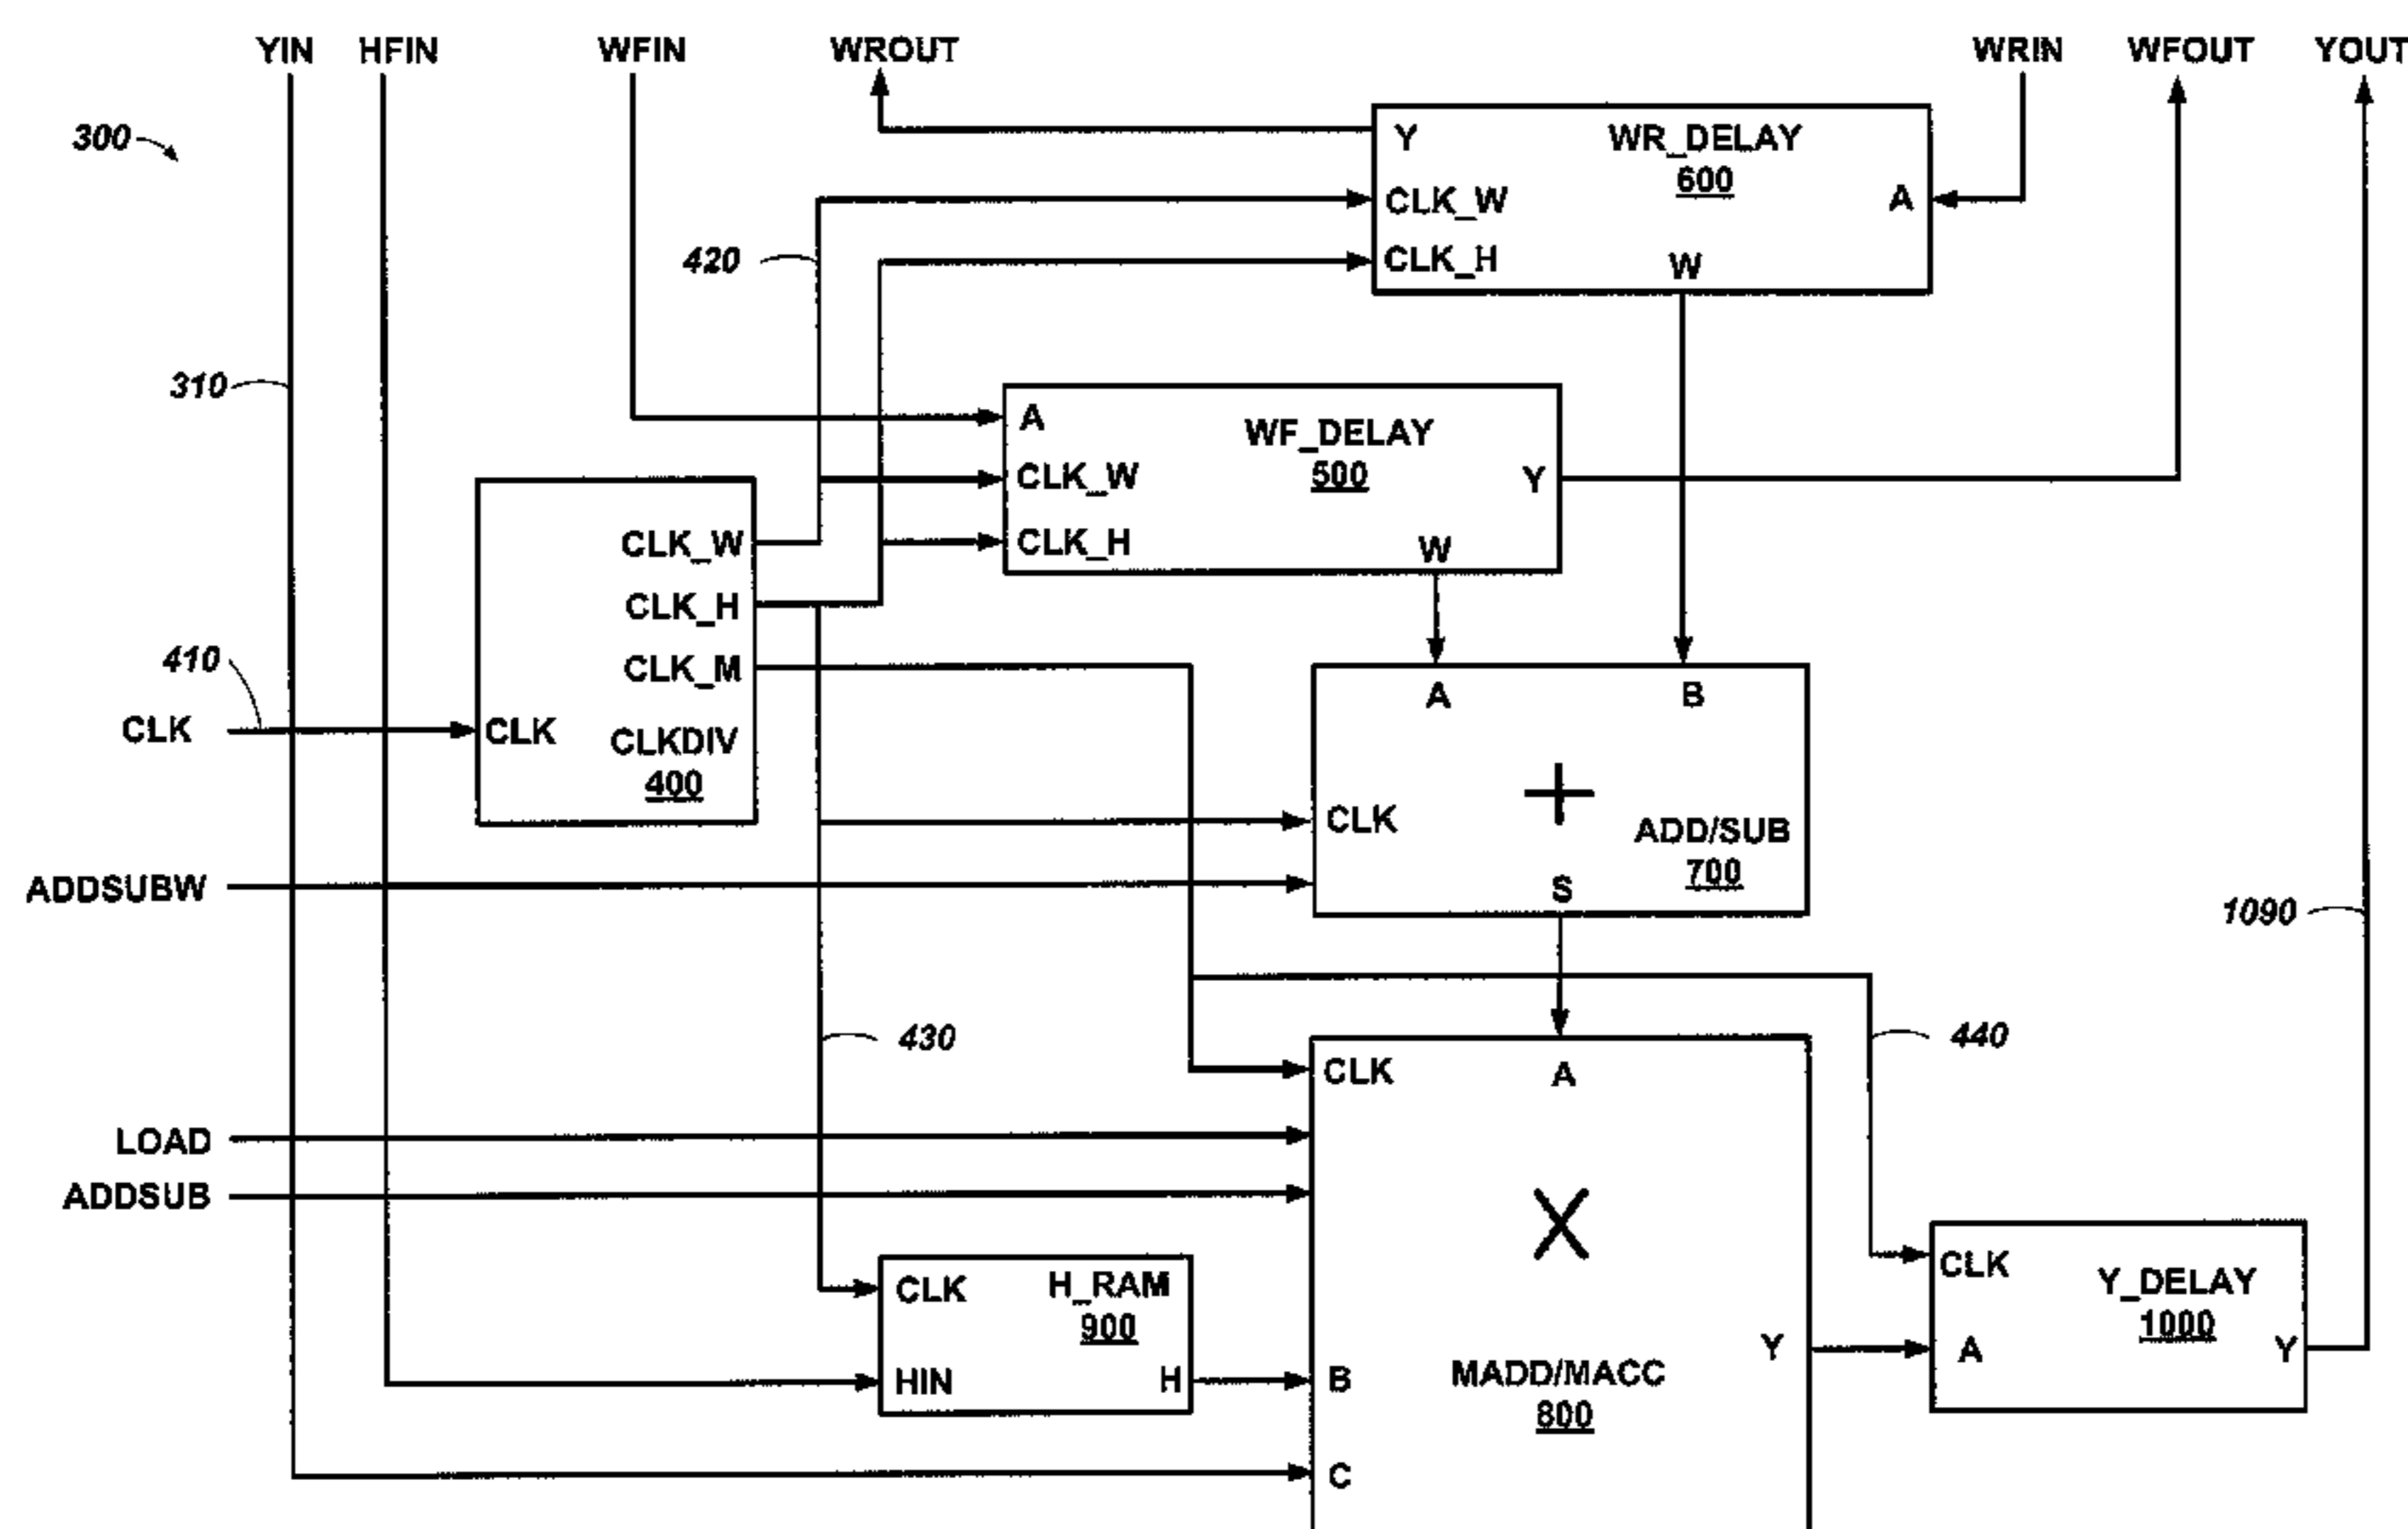 YIN HFIN WFIN WROUT WRIN WFOUT YOUT
300
Y WR_DELAY
600
CLK_W A
420 CLK_H W
310
A WF_DELAY
CLK_W 500 Y
CLK_H W
CLK_W
CLK_H
CLK_M
410
CLK CLK CLKDIV
400
A B
+
CLK ADD/SUB
700
ADDSUBW S
1090
430
440
CLK A
LOAD
ADDSUB
X
CLK H_RAM
900
HIN H
CLK Y_DELAY
1000
A Y
Y
B MADD/MACC
800
C